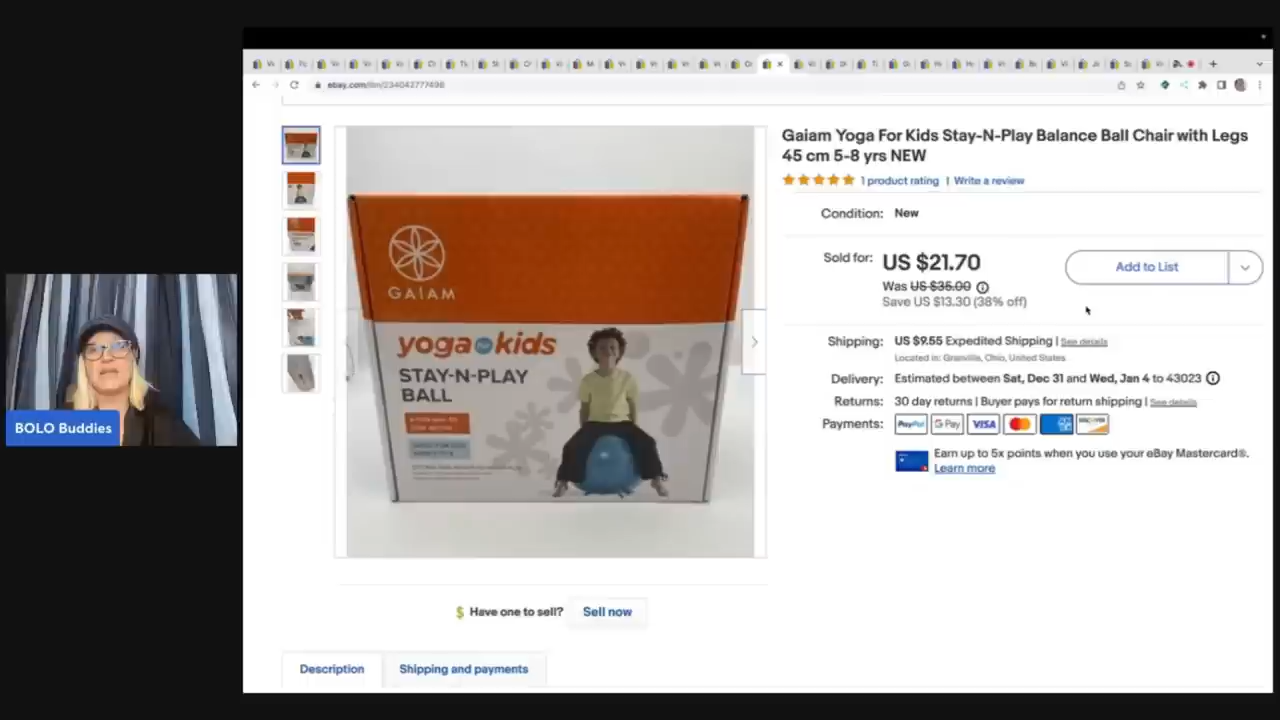 ebay.com/itm/234042777498
Gaiam Yoga For Kids Stay-N-Play Balance Ball Chair with Legs
45 cm 5-8 yrs NEW
1 product rating | Write a review
Condition: New
Sold for: US $21.70
Add to List
Was US $35.00
Save US $13.30 (38% off)
Shipping: US $9.55 Expedited Shipping | See details
Located in: Granville, Ohio, United States
Delivery: Estimated between Sat, Dec 31 and Wed, Jan 4 to 43023
Returns: 30 day returns | Buyer pays for return shipping | See details
Payments: PayPal G Pay VISA
Earn up to 5x points when you use your eBay Mastercard®.
Learn more
GAIAM
yoga for kids
STAY-N-PLAY
BALL
BOLO Buddies
$ Have one to sell? Sell now
Description
Shipping and payments